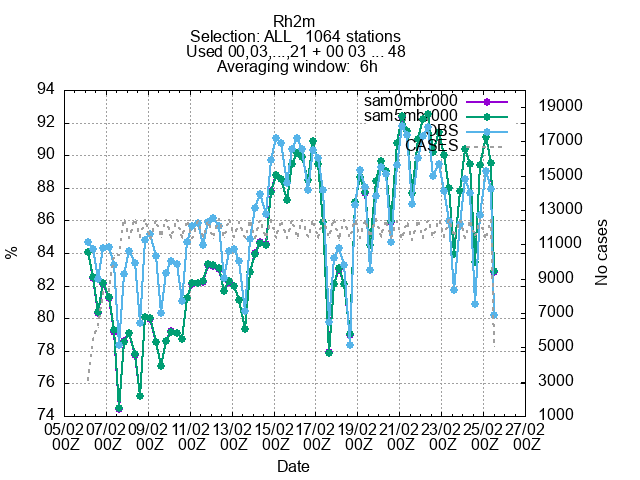 Rh2m
Selection: ALL   1064 stations
Used 00,03,...,21 + 00 03 ... 48
Averaging window:  6h
sam0mbr000
sam5mbr000
OBS
CASES
94
92
90
88
86
84
82
80
78
76
74
%
19000
17000
15000
13000
11000
9000
7000
5000
3000
1000
No cases
05/02 07/02 09/02 11/02 13/02 15/02 17/02 19/02 21/02 23/02 25/02 27/02
00Z 00Z 00Z 00Z 00Z 00Z 00Z 00Z 00Z 00Z 00Z 00Z
Date